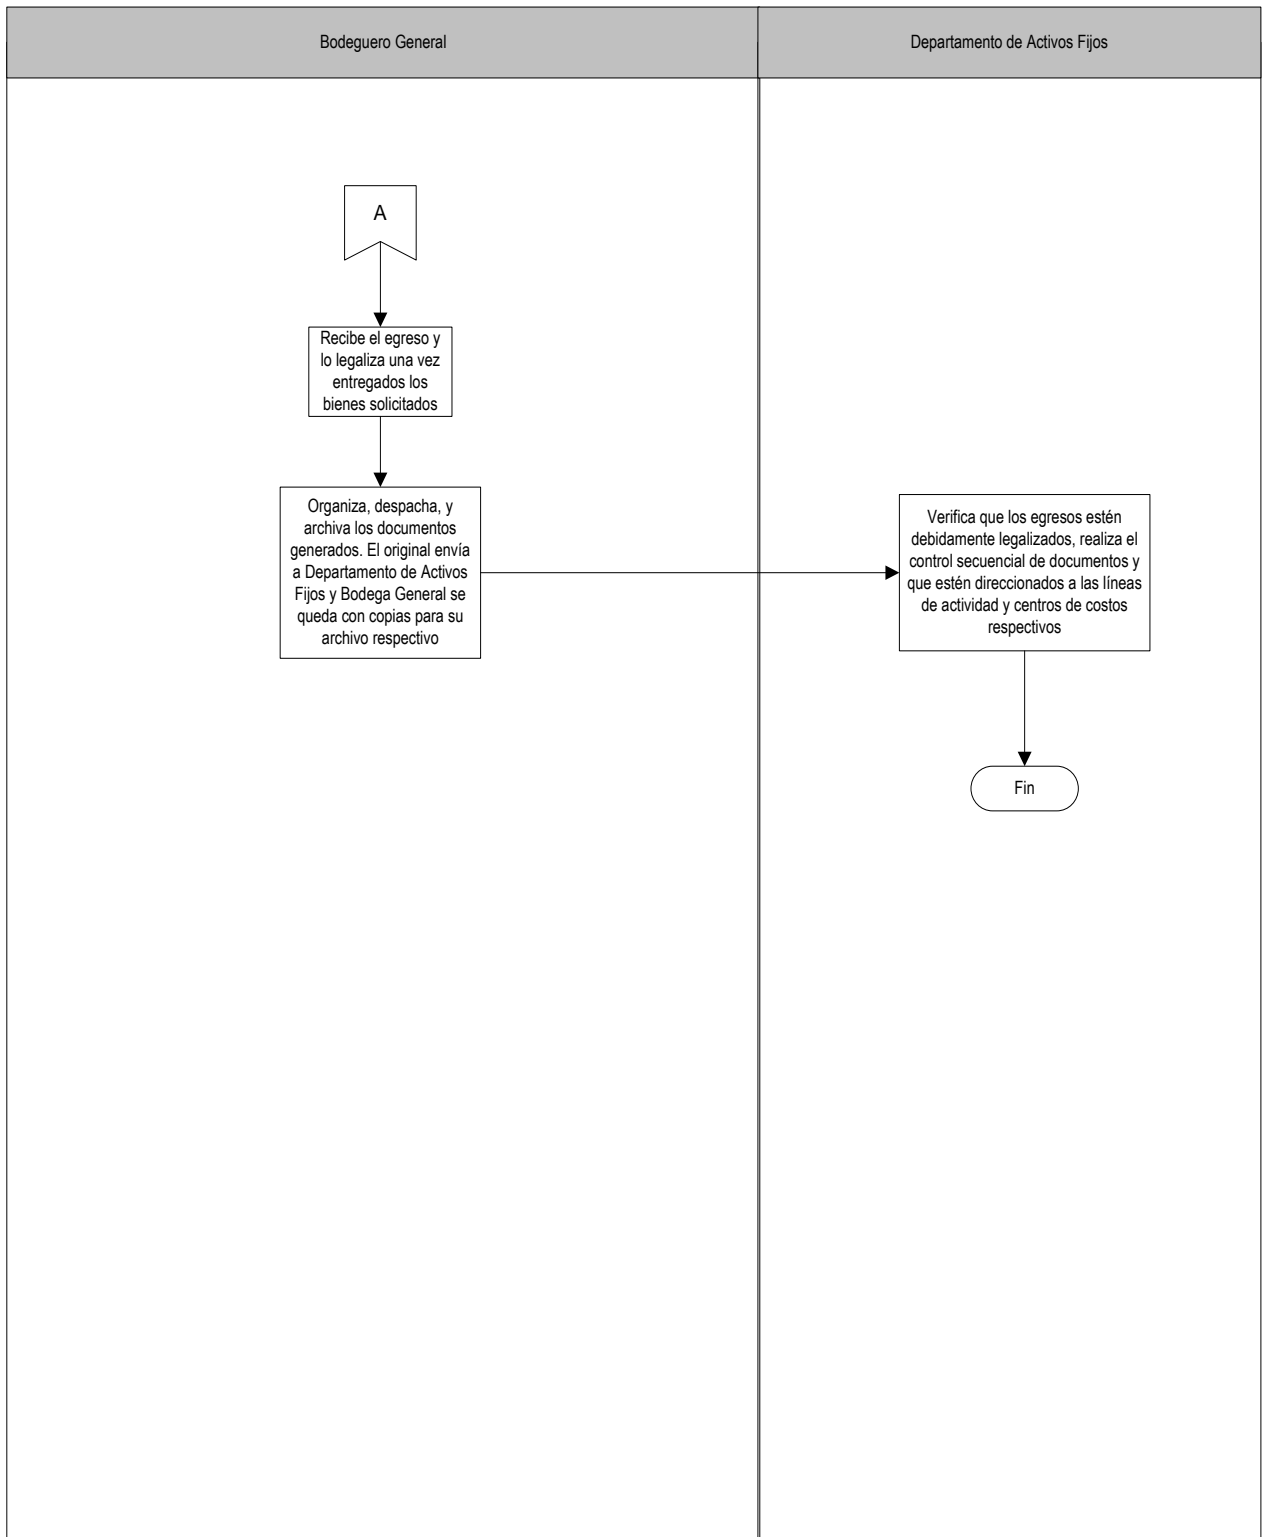 Bodeguero General
Departamento de Activos Fijos
A
Recibe el egreso y
lo legaliza una vez
entregados los
bienes solicitados
Organiza, despacha, y
archiva los documentos
generados. El original envía
a Departamento de Activos
Fijos y Bodega General se
queda con copias para su
archivo respectivo
Verifica que los egresos estén
debidamente legalizados, realiza el
control secuencial de documentos y
que estén direccionados a las líneas
de actividad y centros de costos
respectivos
Fin